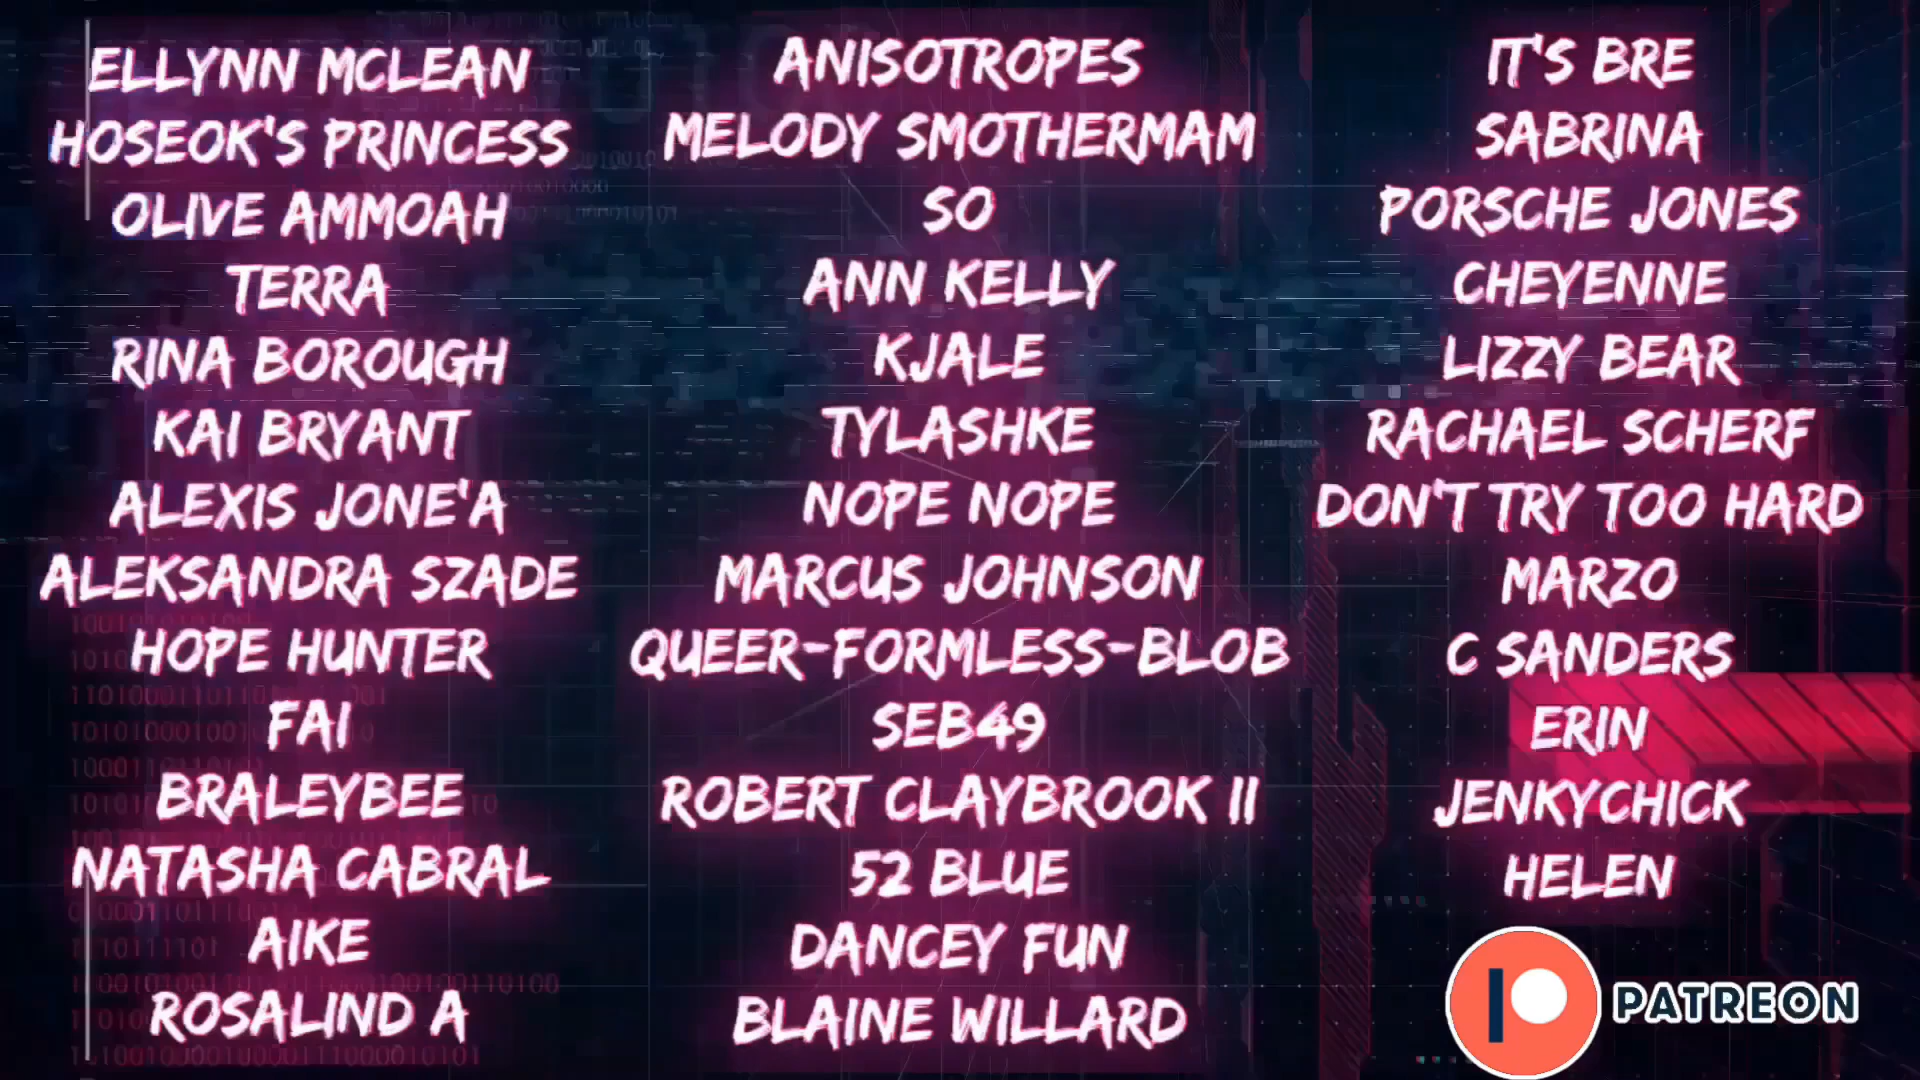 ELLYNN MCLEAN
HOSEOK'S PRINCESS
OLIVE AMMOAH
TERRA
RINA BOROUGH
KAI BRYANT
ALEXIS JONE'A
ALEKSANDRA SZADE
HOPE HUNTER
FAI
BRALEYBEE
NATASHA CABRAL
AIKE
ROSALIND A
ANISOTROPES
MELODY SMOTHERMAM
SO
ANN KELLY
KJALE
TYLASHKE
NOPE NOPE
MARCUS JOHNSON
QUEER-FORMLESS-BLOB
SEB49
ROBERT CLAYBROOK II
52 BLUE
DANCEY FUN
BLAINE WILLARD
IT'S BRE
SABRINA
PORSCHE JONES
CHEYENNE
LIZZY BEAR
RACHAEL SCHERF
DON'T TRY TOO HARD
MARZO
C SANDERS
ERIN
JENKYCHICK
HELEN
PATREON